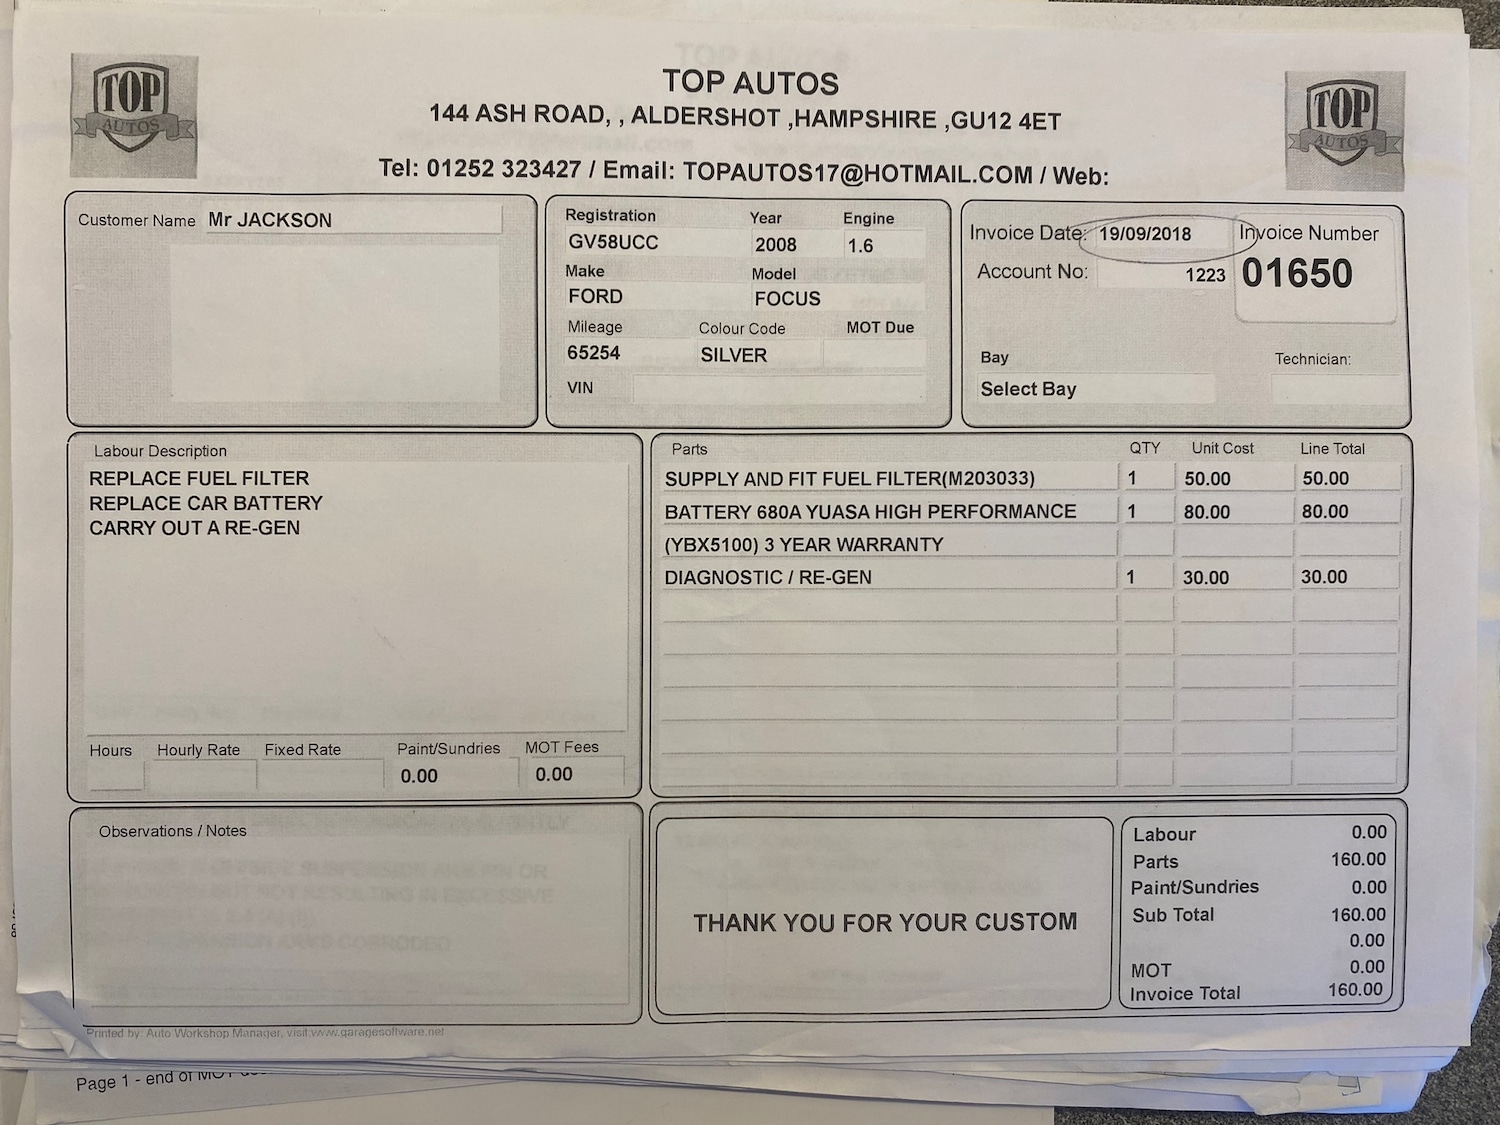 TOP AUTOS
TOP AUTOS
144 ASH ROAD, , ALDERSHOT ,HAMPSHIRE ,GU12 4ET
Tel: 01252 323427 / Email: TOPAUTOS17@HOTMAIL.COM / Web:
TOP AUTOS
Customer Name Mr JACKSON
Registration Year Engine
GV58UCC 2008 1.6
Make Model
FORD FOCUS
Mileage Colour Code MOT Due
65254 SILVER
VIN
Invoice Date: 19/09/2018 Invoice Number
Account No: 1223 01650
Bay Technician:
Select Bay
Labour Description
REPLACE FUEL FILTER
REPLACE CAR BATTERY
CARRY OUT A RE-GEN
Hours Hourly Rate Fixed Rate Paint/Sundries MOT Fees
0.00 0.00
Parts QTY Unit Cost Line Total
SUPPLY AND FIT FUEL FILTER(M203033) 1 50.00 50.00
BATTERY 680A YUASA HIGH PERFORMANCE 1 80.00 80.00
(YBX5100) 3 YEAR WARRANTY
DIAGNOSTIC / RE-GEN 1 30.00 30.00
Observations / Notes
THANK YOU FOR YOUR CUSTOM
Labour 0.00
Parts 160.00
Paint/Sundries 0.00
Sub Total 160.00
0.00
MOT 0.00
Invoice Total 160.00
Printed by: Auto Workshop Manager, visit:www.garagesoftware.net
Page 1 - end of MOT